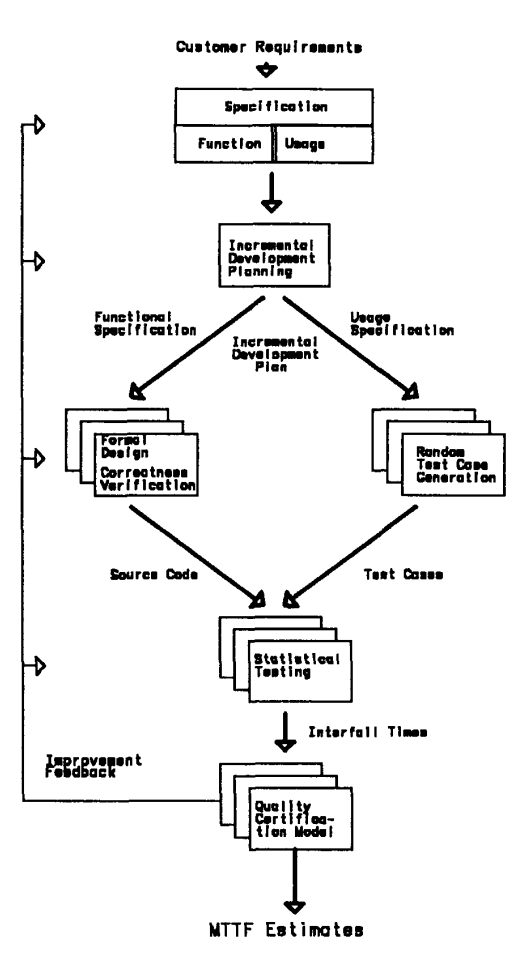 Customer Requirements
Specification
Function
Usage
Incremental
Development
Planning
Functional
Specification
Incremental
Development
Plan
Usage
Specification
Formal
Design
Correctness
Verification
Random
Test Case
Generation
Source Code
Test Cases
Statistical
Testing
Interfail Times
Improvement
Feedback
Quality
Certifica-
tion Model
MTTF Estimates